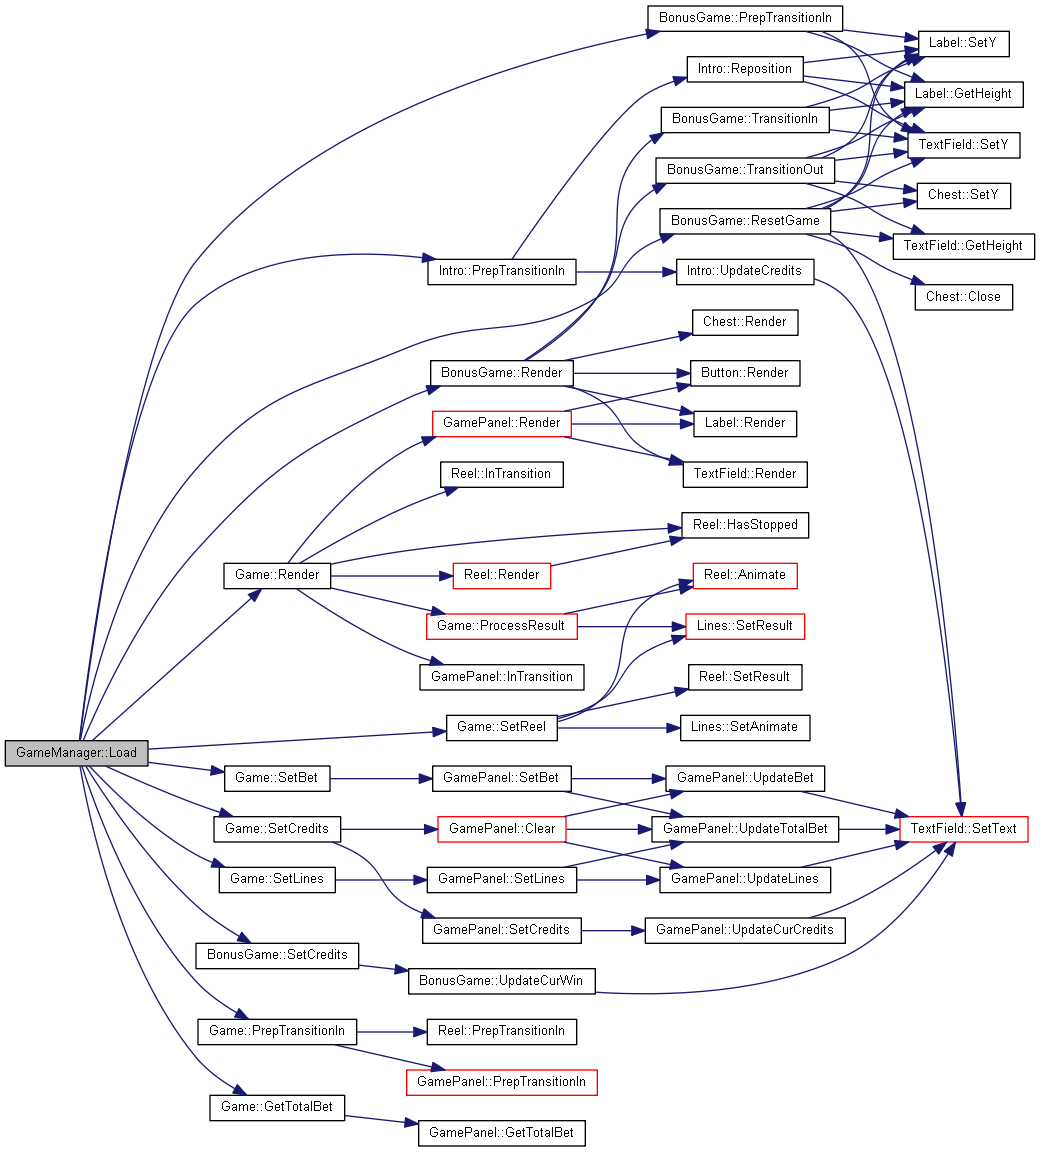 BonusGame::PrepTransitionIn
Label::SetY
Intro::Reposition
Label::GetHeight
BonusGame::TransitionIn
TextField::SetY
BonusGame::TransitionOut
Chest::SetY
BonusGame::ResetGame
TextField::GetHeight
Intro::PrepTransitionIn
Intro::UpdateCredits
Chest::Close
Chest::Render
BonusGame::Render
Button::Render
GamePanel::Render
Label::Render
Reel::InTransition
TextField::Render
Reel::HasStopped
Game::Render
Reel::Render
Reel::Animate
Game::ProcessResult
Lines::SetResult
GamePanel::InTransition
Reel::SetResult
Game::SetReel
Lines::SetAnimate
GameManager::Load
Game::SetBet
GamePanel::SetBet
GamePanel::UpdateBet
Game::SetCredits
GamePanel::Clear
GamePanel::UpdateTotalBet
TextField::SetText
Game::SetLines
GamePanel::SetLines
GamePanel::UpdateLines
GamePanel::SetCredits
GamePanel::UpdateCurCredits
BonusGame::SetCredits
BonusGame::UpdateCurWin
Game::PrepTransitionIn
Reel::PrepTransitionIn
GamePanel::PrepTransitionIn
Game::GetTotalBet
GamePanel::GetTotalBet